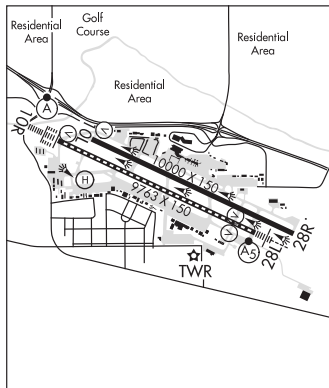 Residential
Area
Golf
Course
Residential
Area
Residential
Area
A
10R
V
V
10L
10000 X 150
H
9763 X 150
V
V
A5
28L
28R
TWR